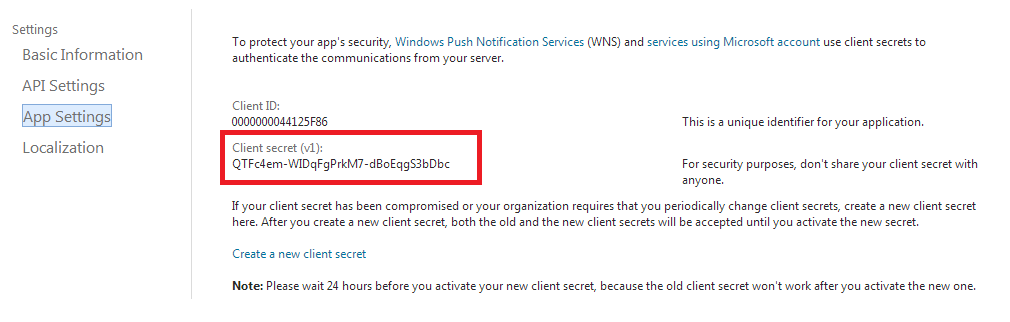 Settings
Basic Information
API Settings
App Settings
Localization
To protect your app's security, Windows Push Notification Services (WNS) and services using Microsoft account use client secrets to
authenticate the communications from your server.
Client ID:
0000000044125F86
This is a unique identifier for your application.
Client secret (v1):
QTFc4em-WIDqFgPrkM7-dBoEqgS3bDbc
For security purposes, don't share your client secret with
anyone.
If your client secret has been compromised or your organization requires that you periodically change client secrets, create a new client secret
here. After you create a new client secret, both the old and the new client secrets will be accepted until you activate the new secret.
Create a new client secret
Note: Please wait 24 hours before you activate your new client secret, because the old client secret won't work after you activate the new one.